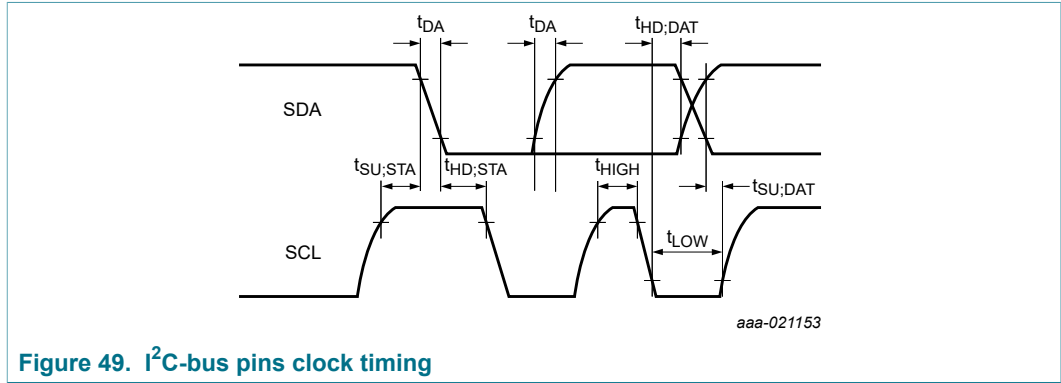 tDA tDA tHD;DAT
SDA
tSU;STA tHD;STA tHIGH tSU;DAT
SCL tLOW
aaa-021153
Figure 49. I²C-bus pins clock timing